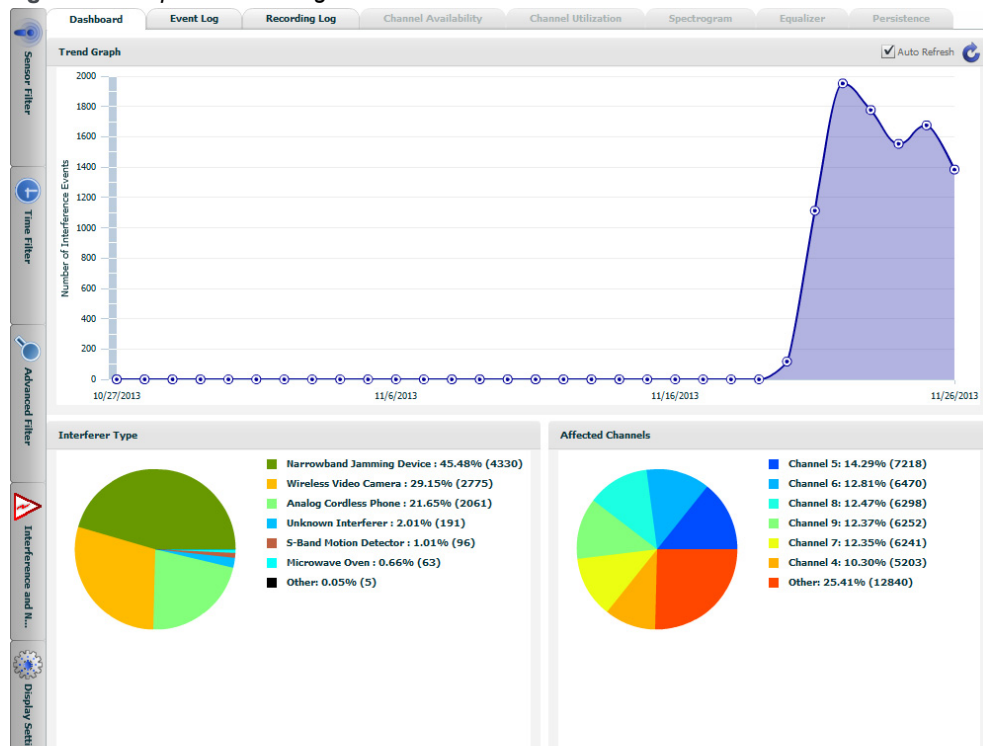 Dashboard Event Log Recording Log Channel Availability Channel Utilization Spectrogram Equalizer Persistence
Sensor Filter
Time Filter
Advanced Filter
Interference and N...
Display Setti
Trend Graph Auto Refresh
Number of Interference Events
2000
1800
1600
1400
1200
1000
800
600
400
200
0
10/27/2013 11/6/2013 11/16/2013 11/26/2013
Interferer Type
Narrowband Jamming Device : 45.48% (4330)
Wireless Video Camera : 29.15% (2775)
Analog Cordless Phone : 21.65% (2061)
Unknown Interferer : 2.01% (191)
S-Band Motion Detector : 1.01% (96)
Microwave Oven : 0.66% (63)
Other: 0.05% (5)
Affected Channels
Channel 5: 14.29% (7218)
Channel 6: 12.81% (6470)
Channel 8: 12.47% (6298)
Channel 9: 12.37% (6252)
Channel 7: 12.35% (6241)
Channel 4: 10.30% (5203)
Other: 25.41% (12840)